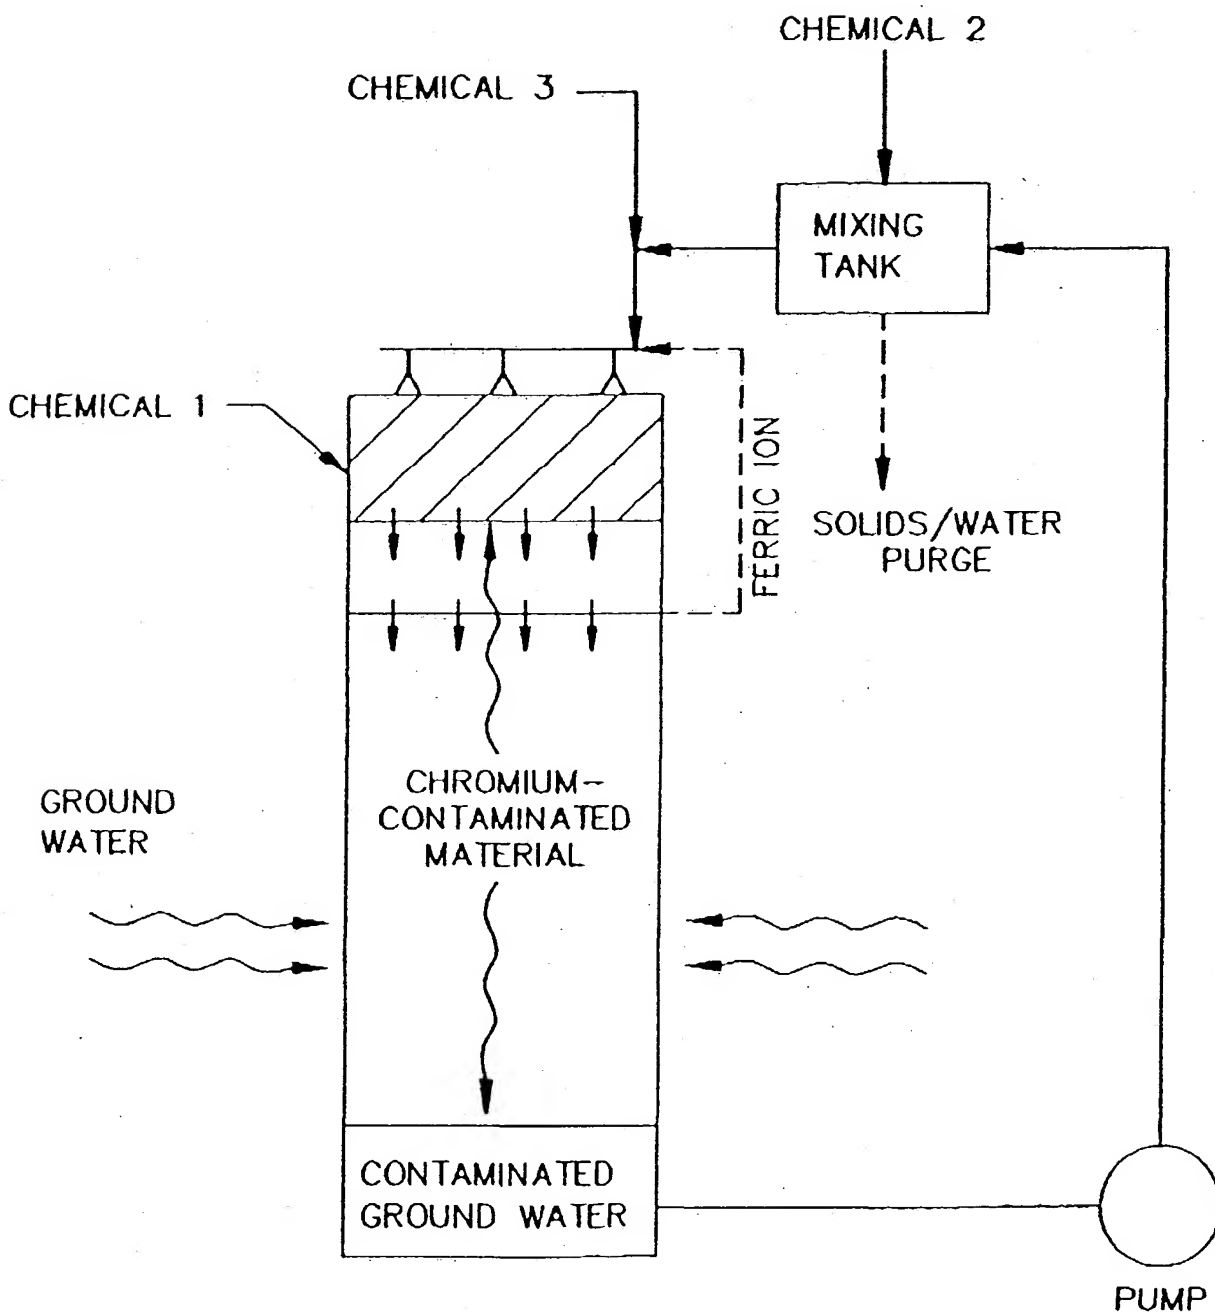 CHEMICAL 2
CHEMICAL 3
MIXING
TANK
CHEMICAL 1
FERRIC ION
SOLIDS/WATER
PURGE
CHROMIUM-
CONTAMINATED
MATERIAL
GROUND
WATER
CONTAMINATED
GROUND WATER
PUMP